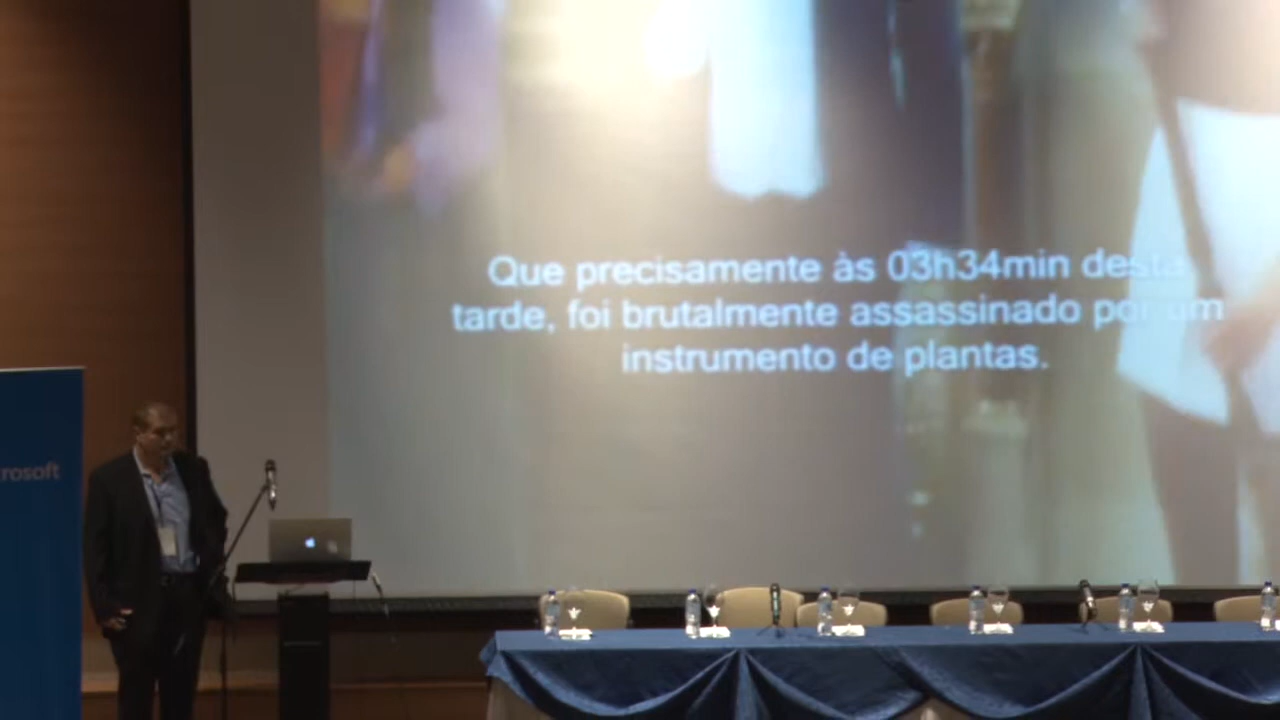 Que precisamente às 03h34min desta
tarde, foi brutalmente assassinado por um
instrumento de plantas.
rosoft